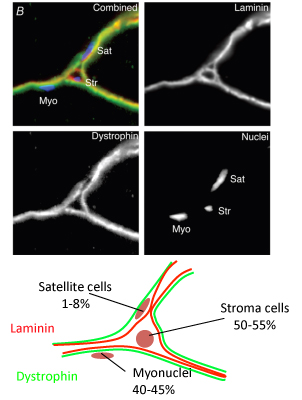 B
Combined
Sat
Str
Myo
Laminin
Dystrophin
Nuclei
Sat
Str
Myo
Satellite cells
1-8%
Stroma cells
50-55%
Laminin
Myonuclei
40-45%
Dystrophin